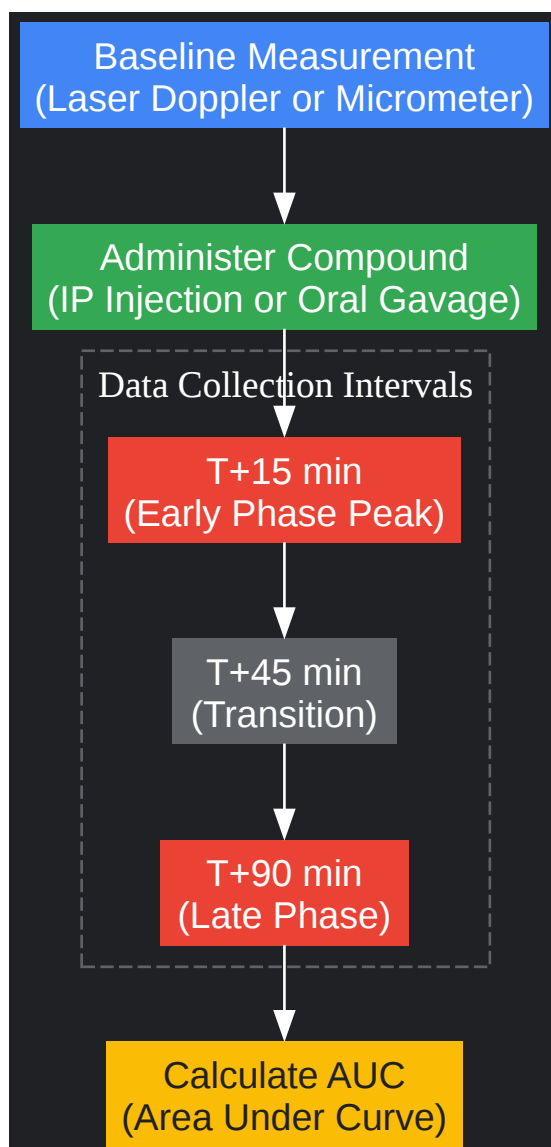 Baseline Measurement
(Laser Doppler or Micrometer)
Administer Compound
(IP Injection or Oral Gavage)
Data Collection Intervals
T+15 min
(Early Phase Peak)
T+45 min
(Transition)
T+90 min
(Late Phase)
Calculate AUC
(Area Under Curve)